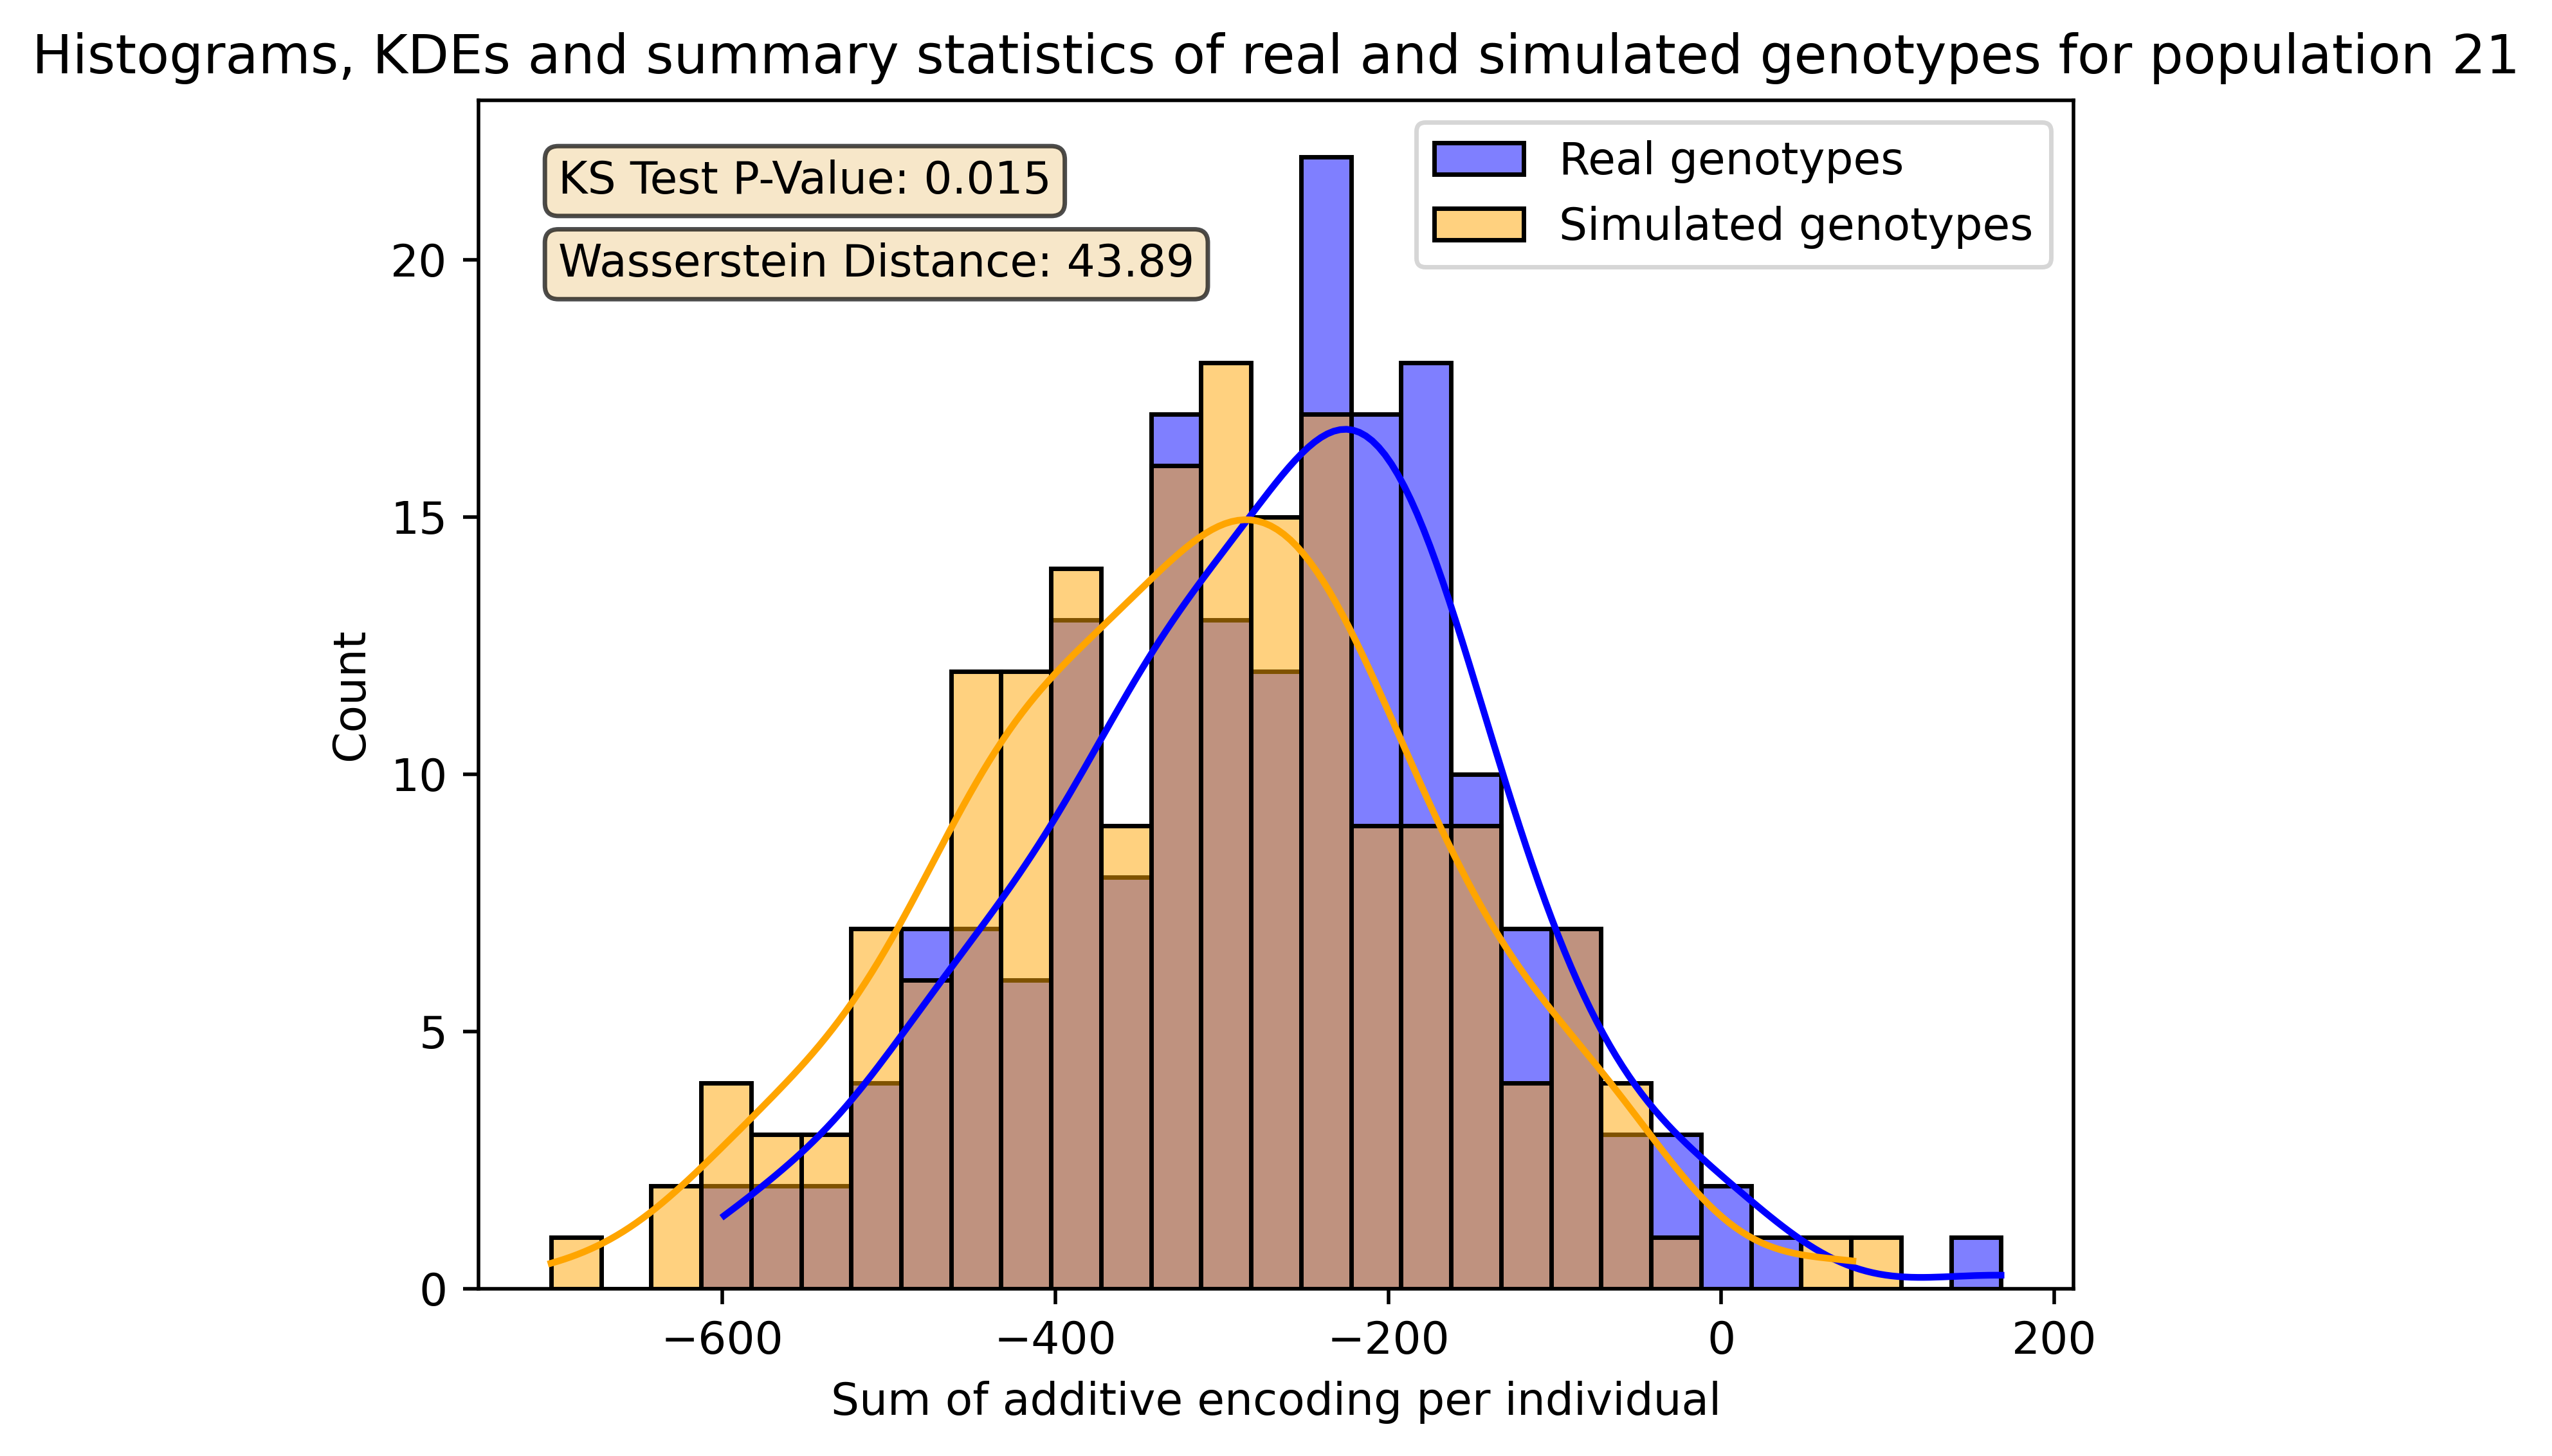 Histograms, KDEs and summary statistics of real and simulated genotypes for population 21
KS Test P-Value: 0.015
Wasserstein Distance: 43.89
Real genotypes
Simulated genotypes
20
15
10
5
0
Count
−600
−400
−200
0
200
Sum of additive encoding per individual